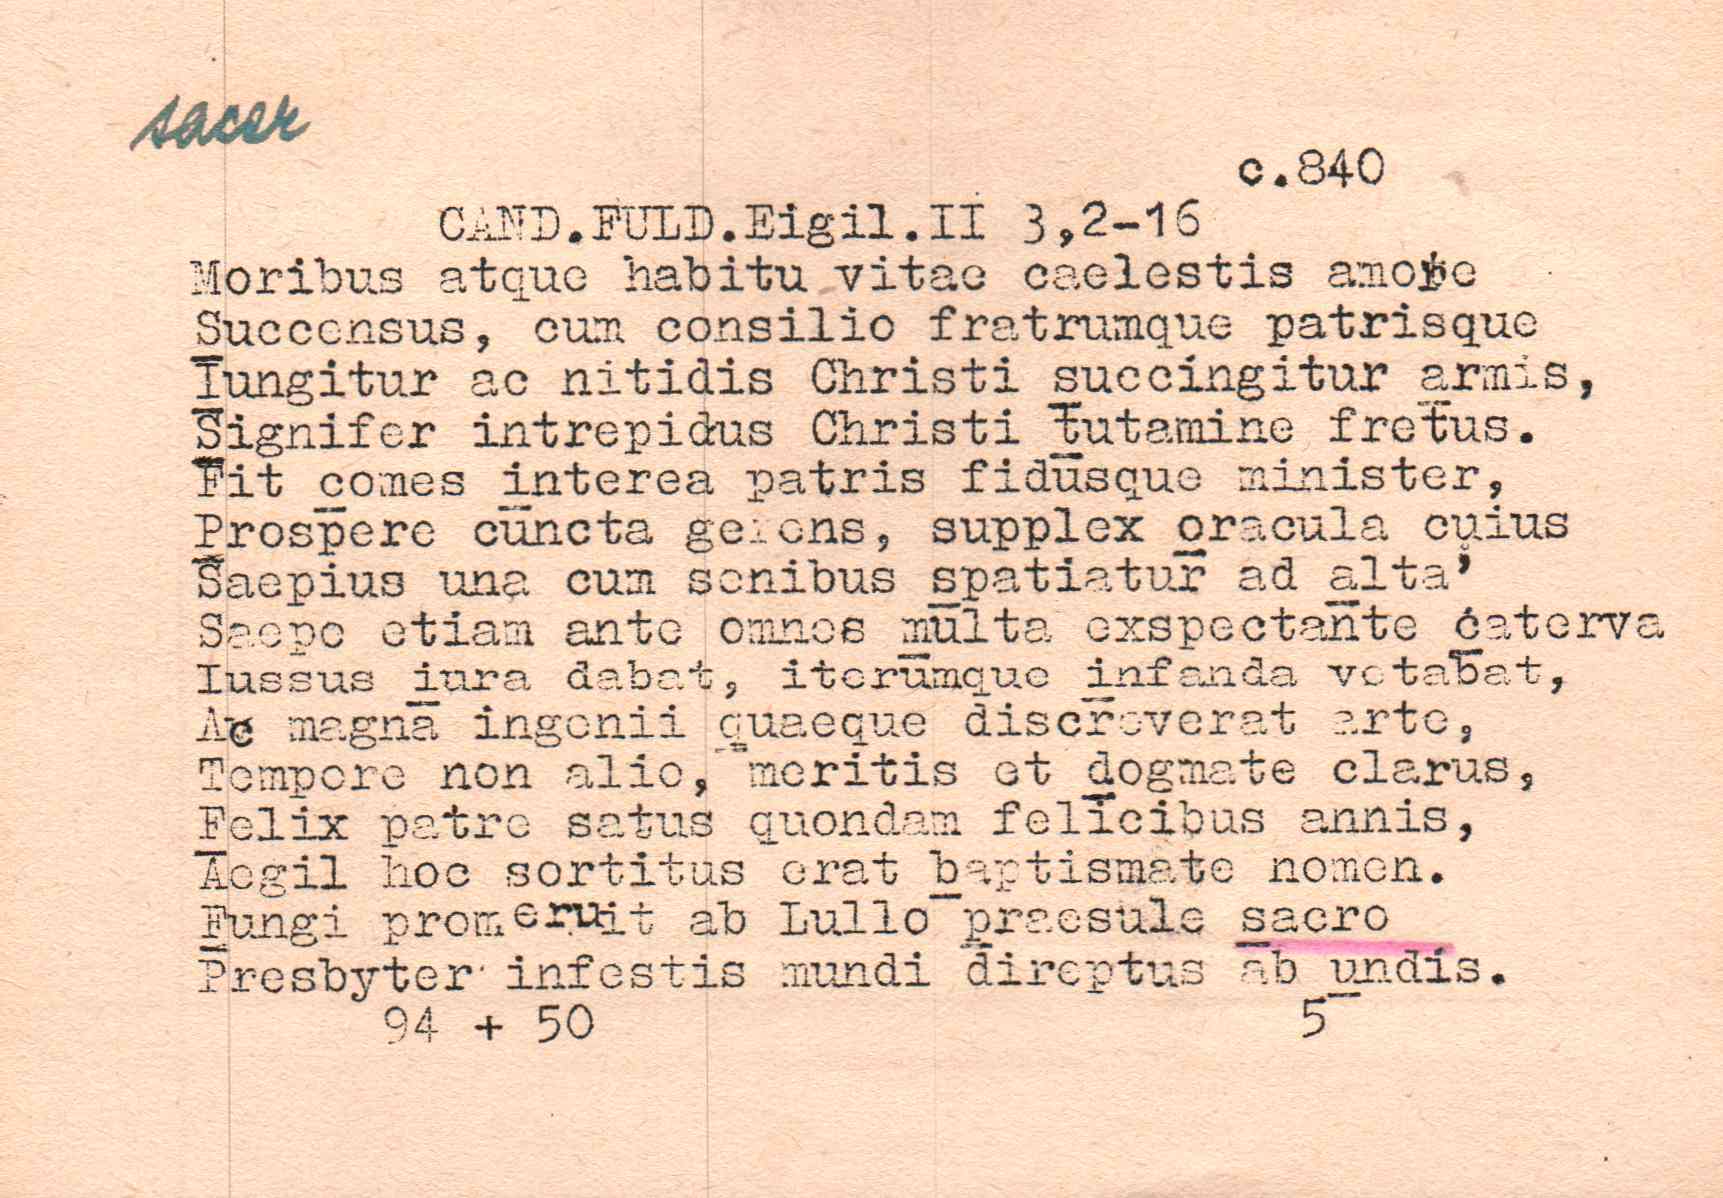 sacer
c.840
CAND.FULD.Eigil.II 3,2-16
Moribus atque habitu vitae caelestis amore
Succensus, cum consilio fratrumque patrisque
Iungitur ac nitidis Christi succingitur armis,
Signifer intrepidus Christi tutamine fretus.
Fit comes interea patris fidusque minister,
Prospere cuncta gerens, supplex oracula cuius
Saepius una cum senibus spatiatur ad alta,
Saepe etiam ante omnes multa exspectante caterva
Iussus iura dabat, iterumque infanda vetabat,
Ac magna ingenii quaeque discreverat arte,
Tempore non alio, meritis et dogmate clarus,
Felix patre satus quondam felicibus annis,
Aegil hoc sortitus erat baptismate nomen.
Fungi promeruit ab Lullo praesule sacro
Presbyter infestis mundi direptus ab undis.
94 + 50 5